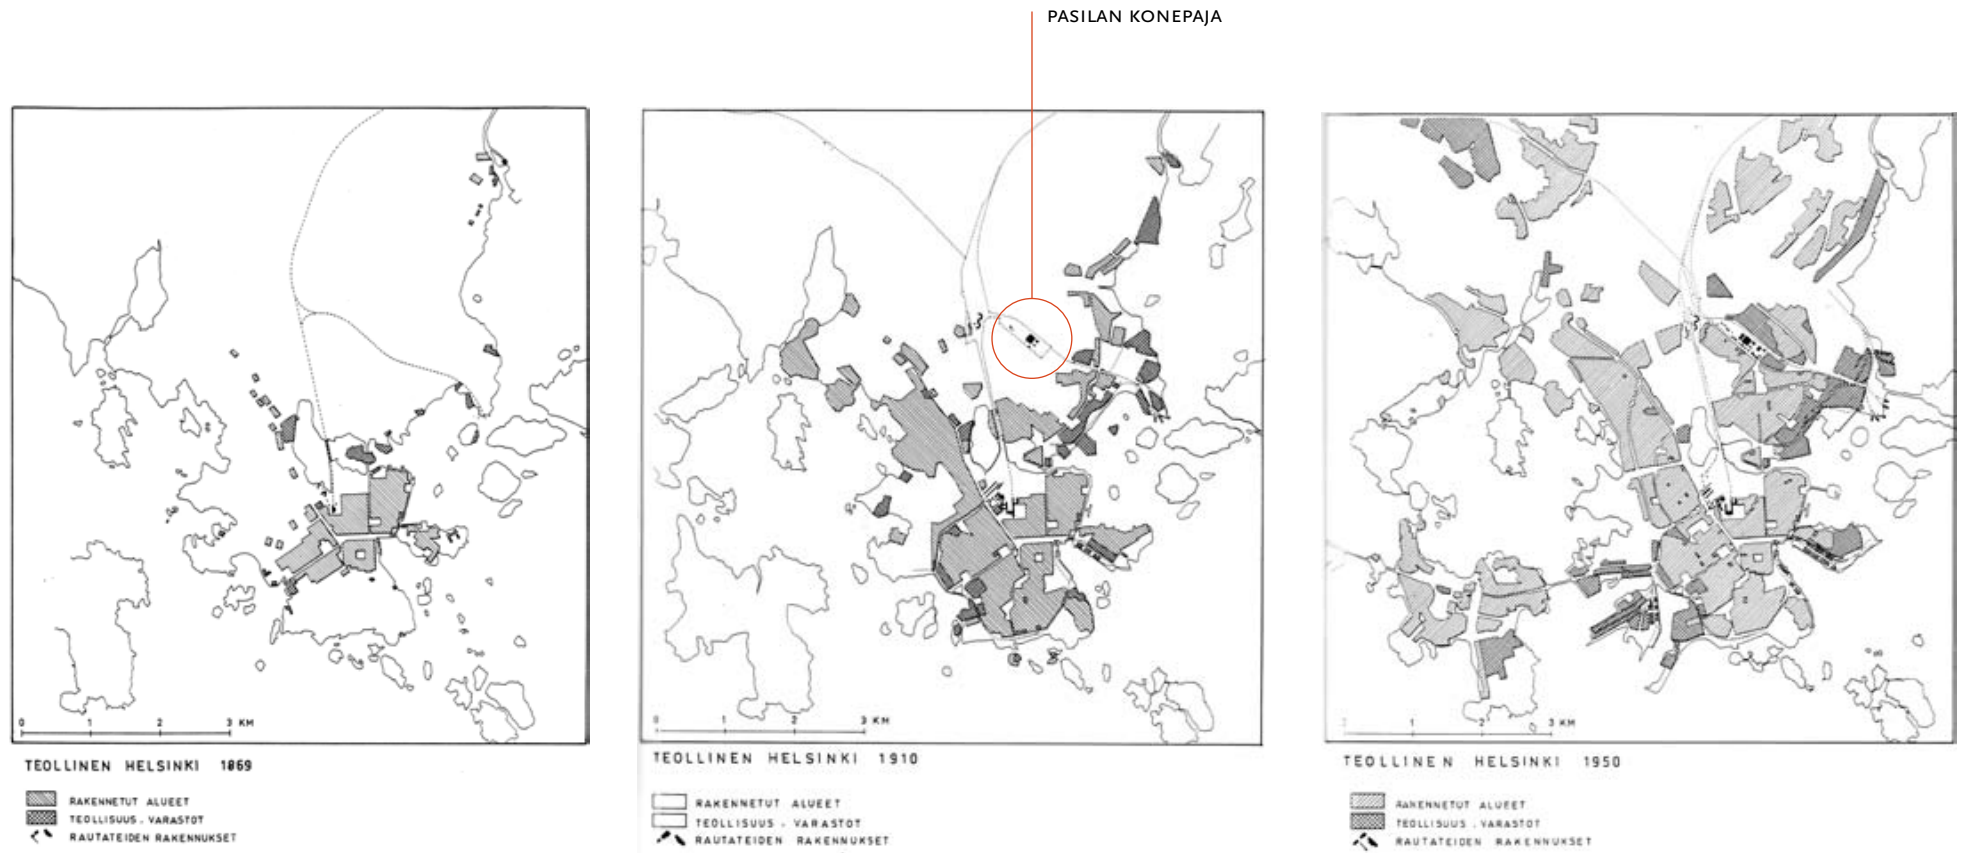 PASILAN KONEPAJA
0 1 2 3 KM
TEOLLINEN HELSINKI 1869
RAKENNETUT ALUEET
TEOLLISUUS - VARASTOT
RAUTATEIDEN RAKENNUKSET
0 1 2 3 KM
TEOLLINEN HELSINKI 1910
RAKENNETUT ALUEET
TEOLLISUUS - VARASTOT
RAUTATEIDEN RAKENNUKSET
1 2 3 KM
TEOLLINEN HELSINKI 1950
RAKENNETUT ALUEET
TEOLLISUUS - VARASTOT
RAUTATEIDEN RAKENNUKSET